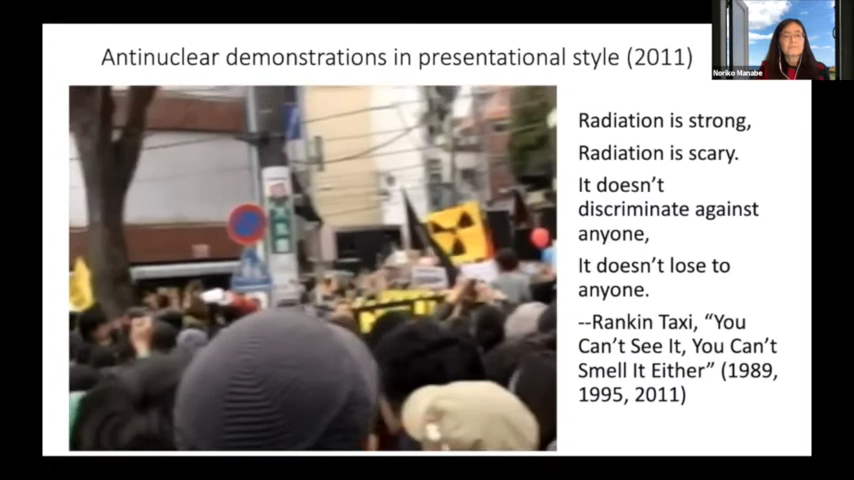 Antinuclear demonstrations in presentational style (2011)
Noriko Manabe
Radiation is strong,
Radiation is scary.
It doesn’t
discriminate against
anyone,
It doesn’t lose to
anyone.
--Rankin Taxi, “You
Can’t See It, You Can’t
Smell It Either” (1989,
1995, 2011)